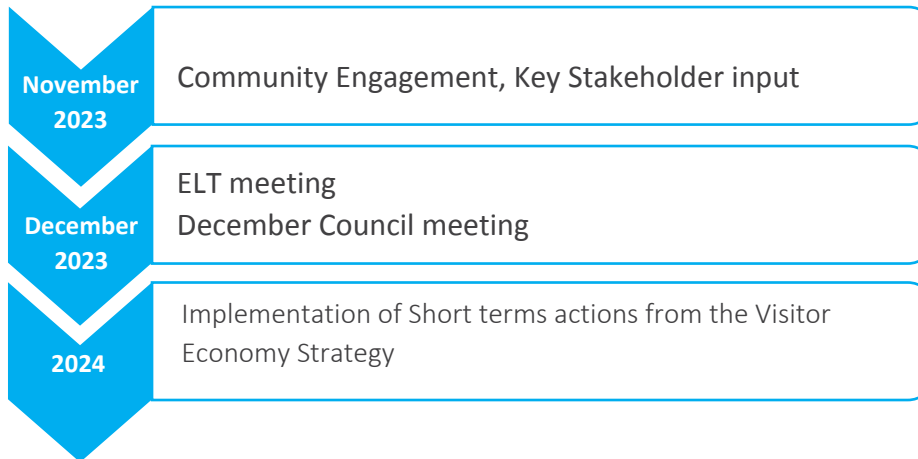 November
2023
Community Engagement, Key Stakeholder input
December
2023
ELT meeting
December Council meeting
2024
Implementation of Short terms actions from the Visitor
Economy Strategy